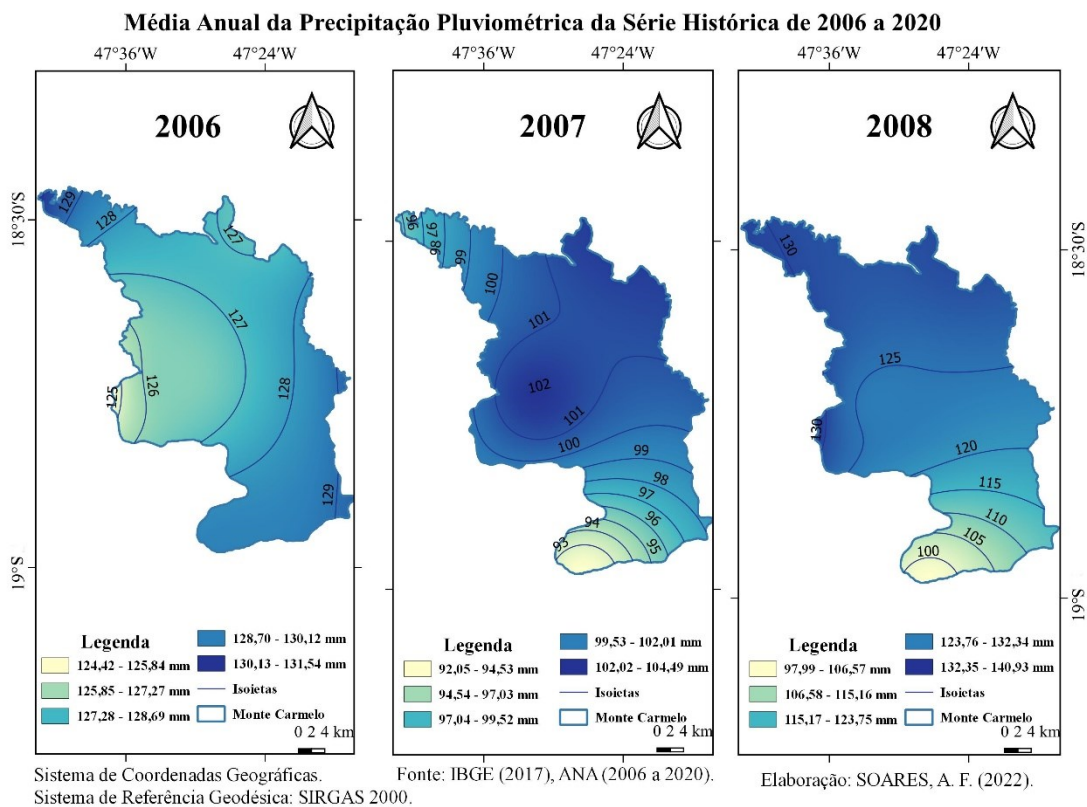 Média Anual da Precipitação Pluviométrica da Série Histórica de 2006 a 2020
47°36'W 47°24'W 47°36'W 47°24'W 47°36'W 47°24'W
2006 2007 2008
18°30'S
19°S
129
128
127
127
128
126
125
129
96
97
98
99
100
101
102
101
100
99
98
97
96
95
94
93
130
125
130
120
115
110
105
100
18°30'S
19°S
Legenda
124,42 - 125,84 mm
125,85 - 127,27 mm
127,28 - 128,69 mm
128,70 - 130,12 mm
130,13 - 131,54 mm
Isoietas
Monte Carmelo
0 2 4 km
Legenda
92,05 - 94,53 mm
94,54 - 97,03 mm
97,04 - 99,52 mm
99,53 - 102,01 mm
102,02 - 104,49 mm
Isoietas
Monte Carmelo
0 2 4 km
Legenda
97,99 - 106,57 mm
106,58 - 115,16 mm
115,17 - 123,75 mm
123,76 - 132,34 mm
132,35 - 140,93 mm
Isoietas
Monte Carmelo
0 2 4 km
Sistema de Coordenadas Geográficas.
Sistema de Referência Geodésica: SIRGAS 2000.
Fonte: IBGE (2017), ANA (2006 a 2020).
Elaboração: SOARES, A. F. (2022).